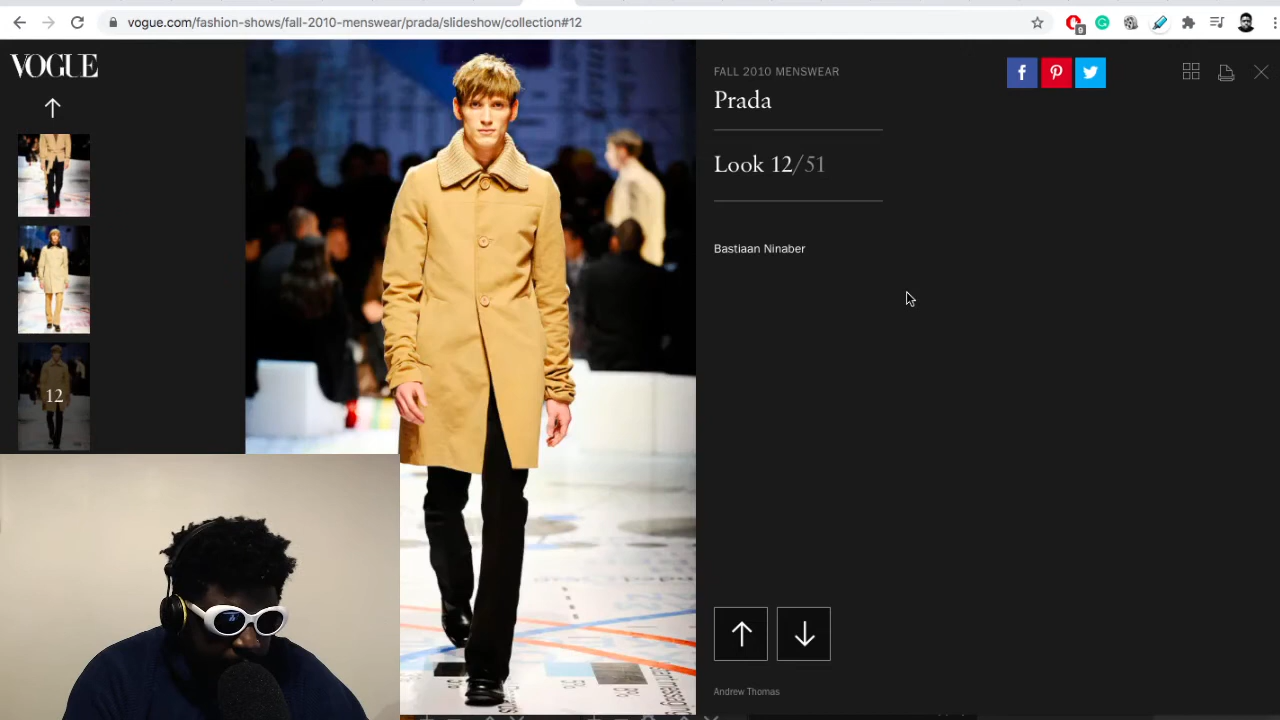 vogue.com/fashion-shows/fall-2010-menswear/prada/slideshow/collection#12
9
VOGUE
FALL 2010 MENSWEAR
Prada
Look 12/51
Bastiaan Ninaber
12
Andrew Thomas